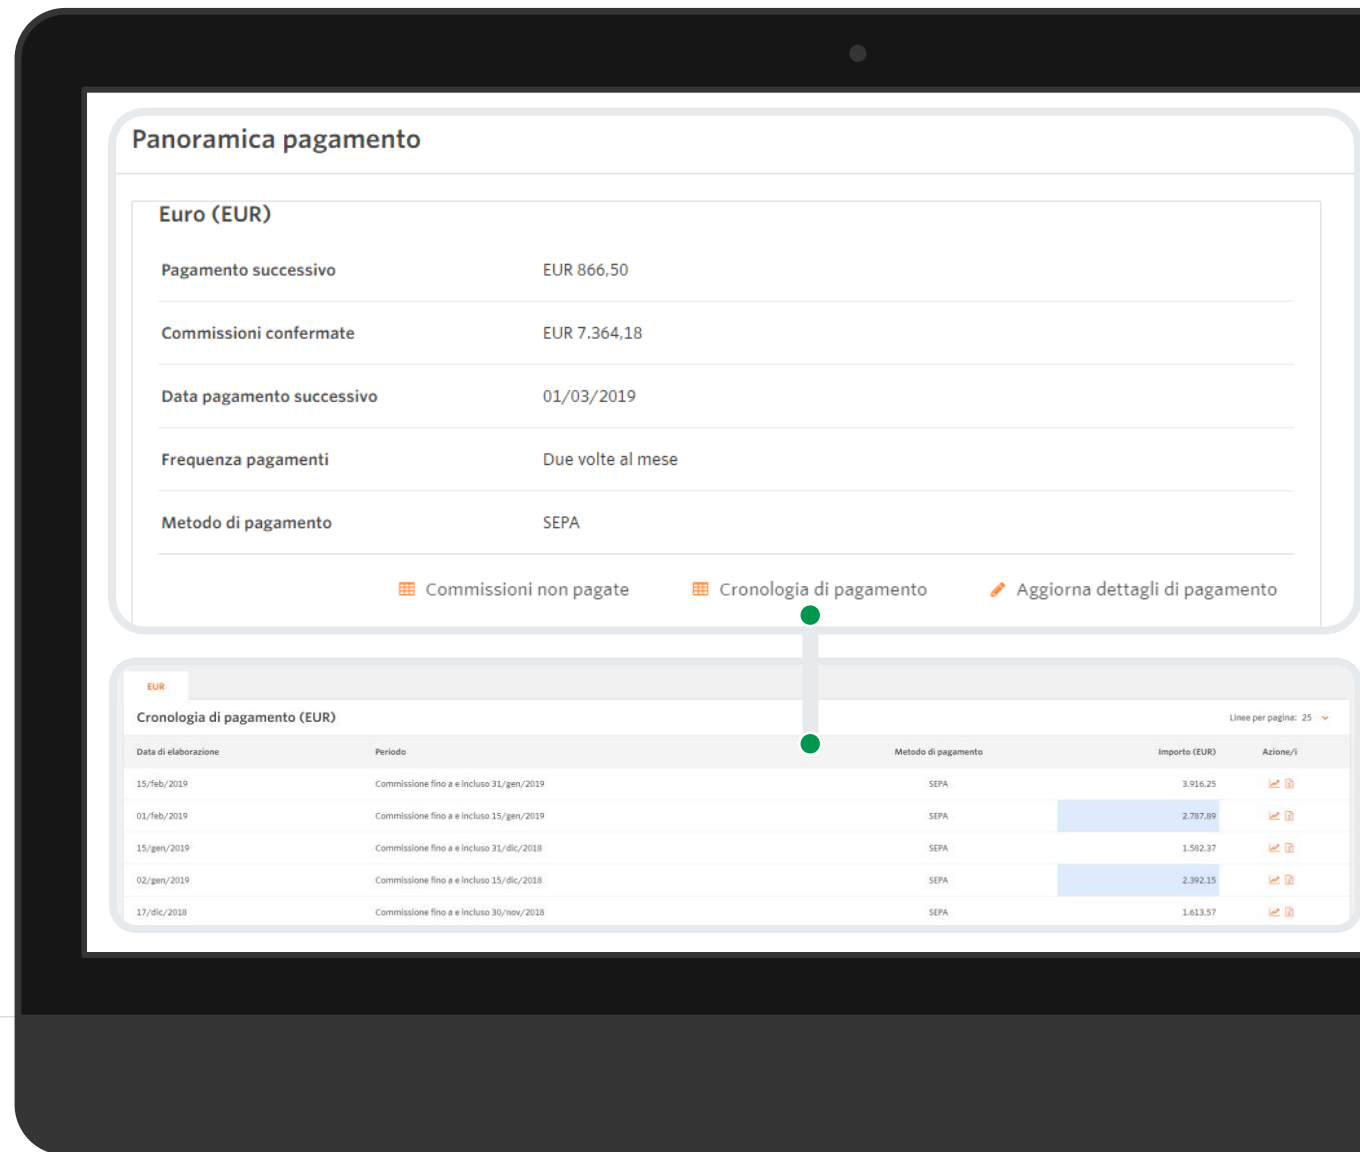 Panoramica pagamento
Euro (EUR)
Pagamento successivo EUR 866,50
Commissioni confermate EUR 7.364,18
Data pagamento successivo 01/03/2019
Frequenza pagamenti Due volte al mese
Metodo di pagamento SEPA
Commissioni non pagate Cronologia di pagamento Aggiorna dettagli di pagamento
EUR
Cronologia di pagamento (EUR) Linee per pagina: 25
Data di elaborazione Periodo Metodo di pagamento Importo (EUR) Azione/i
15/feb/2019 Commissione fino a e incluso 31/gen/2019 SEPA 3.916,25
01/feb/2019 Commissione fino a e incluso 15/gen/2019 SEPA 2.787,89
15/gen/2019 Commissione fino a e incluso 31/dic/2018 SEPA 1.582,37
02/gen/2019 Commissione fino a e incluso 15/dic/2018 SEPA 2.392,15
17/dic/2018 Commissione fino a e incluso 30/nov/2018 SEPA 1.613,57